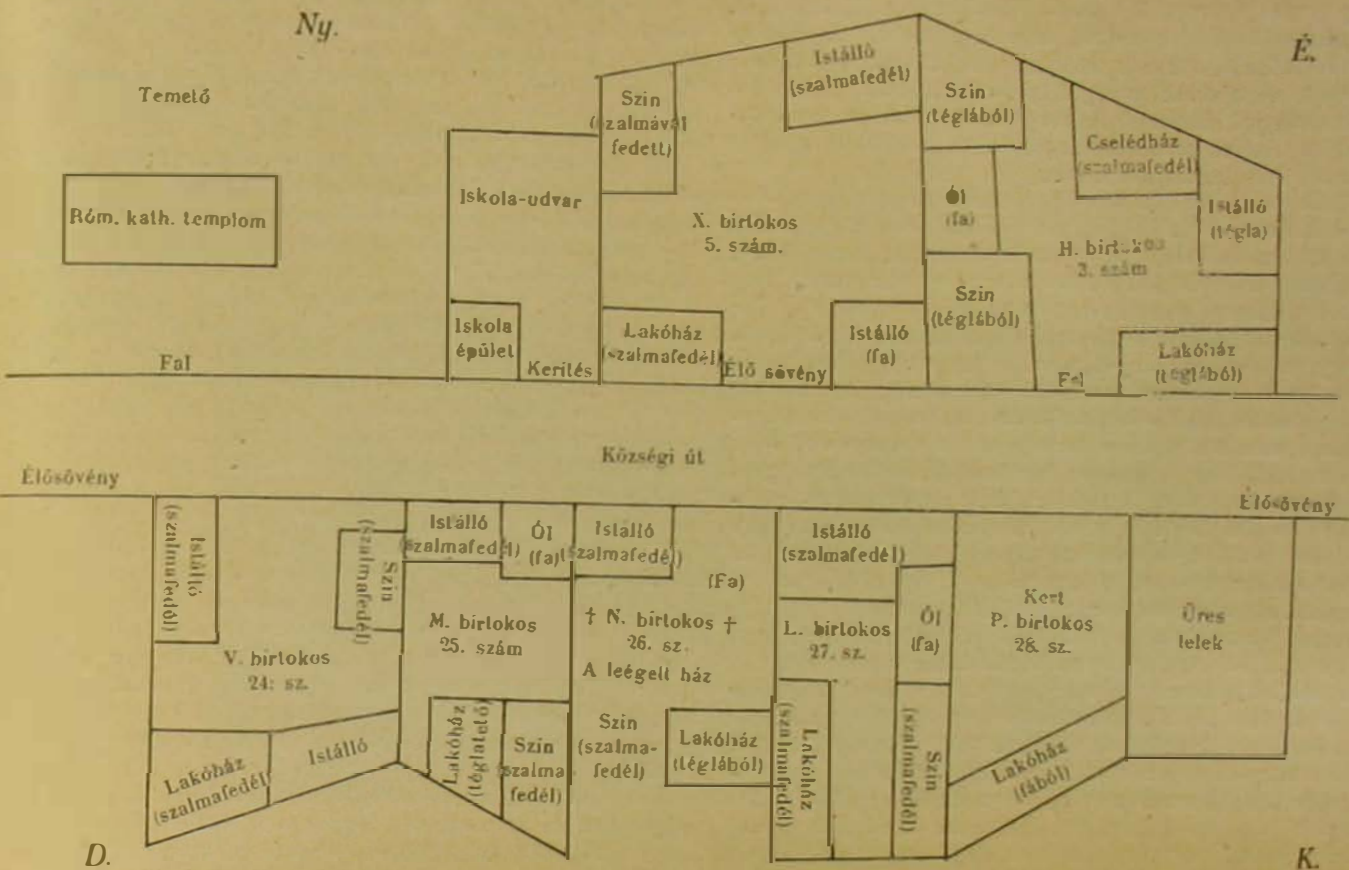 Ny.
É.
Temető
Róm. kath. templom
Fal
Iskola-udvar
Iskola
épület
Kerítés
Szin
(szalmával
fedett)
Istálló
(szalmafedél)
X. birtokos
5. szám.
Lakóház
(szalmafedél)
Élő sövény
Istálló
(fa)
Szin
(téglából)
Ól
(fa)
Szin
(téglából)
Cselédház
(szalmafedél)
Istálló
(tégla)
H. birtokos
3. szám
Fal
Lakóház
(téglából)
Községi út
Élősövény
Élősövény
Istálló
(szalmafedél)
Szin
(szalmafedél)
V. birtokos
24. sz.
Lakóház
(szalmafedél)
Istálló
Istálló
(szalmafedél)
Ól
(fa)
M. birtokos
25. szám
Lakóház
(téglatető)
Szin
(szalma
fedél)
Istálló
(szalmafedél)
(Fa)
† N. birtokos †
26. sz.
A leégett ház
Szin
(szalma-
fedél)
Lakóház
(téglából)
Istálló
(szalmafedél)
L. birtokos
27. sz.
Ól
(fa)
Lakóház
(szalmafedél)
Szin
(szalmafedél)
Kert
P. birtokos
28. sz.
Lakóház
(fából)
Üres
telek
D.
K.